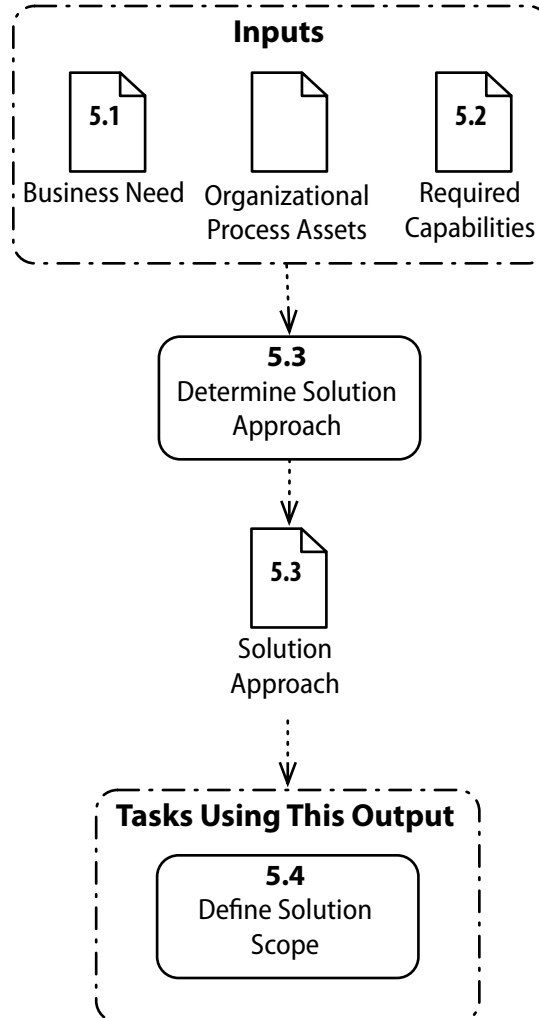 Inputs
5.1
5.2
Business Need
Organizational
Process Assets
Required
Capabilities
5.3
Determine Solution
Approach
5.3
Solution
Approach
Tasks Using This Output
5.4
Define Solution
Scope